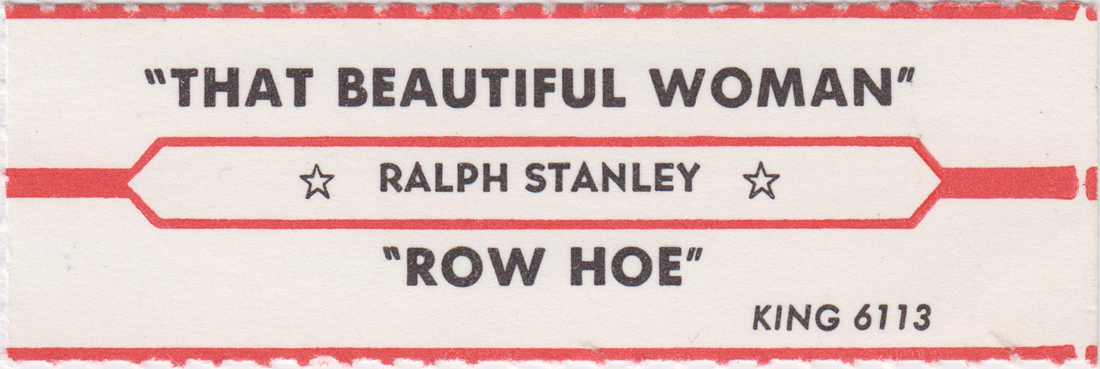 "THAT BEAUTIFUL WOMAN"
☆ RALPH STANLEY ☆
"ROW HOE"
KING 6113